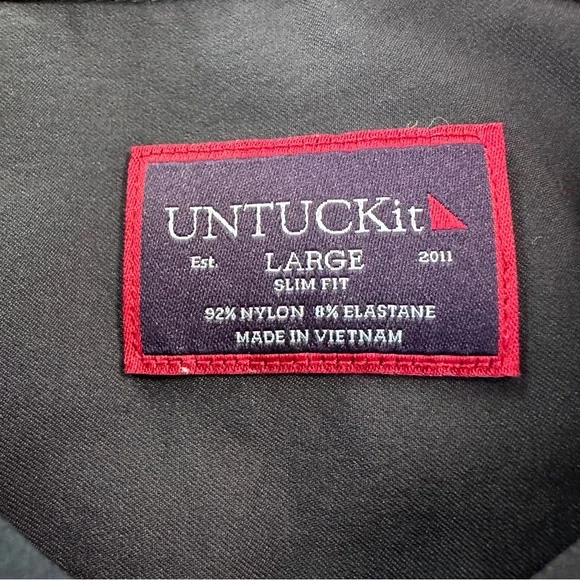 UNTUCKit
Est. LARGE 2011
SLIM FIT
92% NYLON 8% ELASTANE
MADE IN VIETNAM